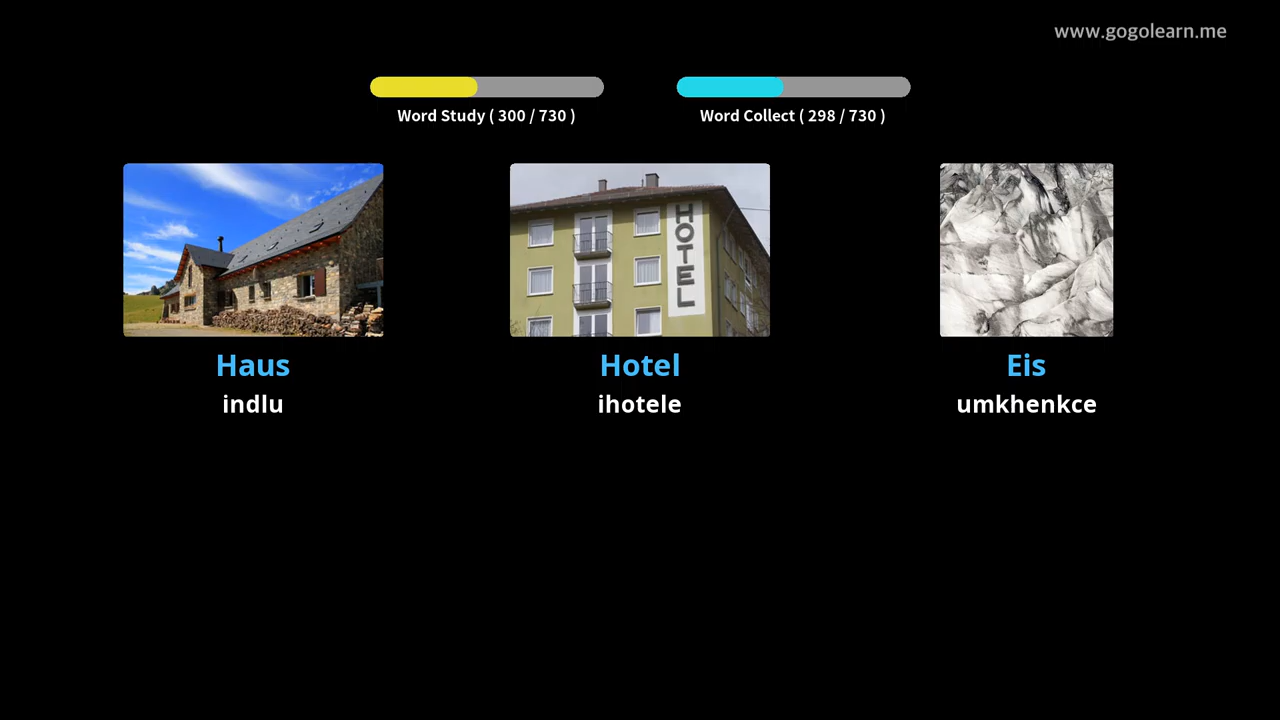 www.gogolearn.me
Word Study ( 300 / 730 )
Word Collect ( 298 / 730 )
HOTEL
Haus
Hotel
Eis
indlu
ihotele
umkhenkce